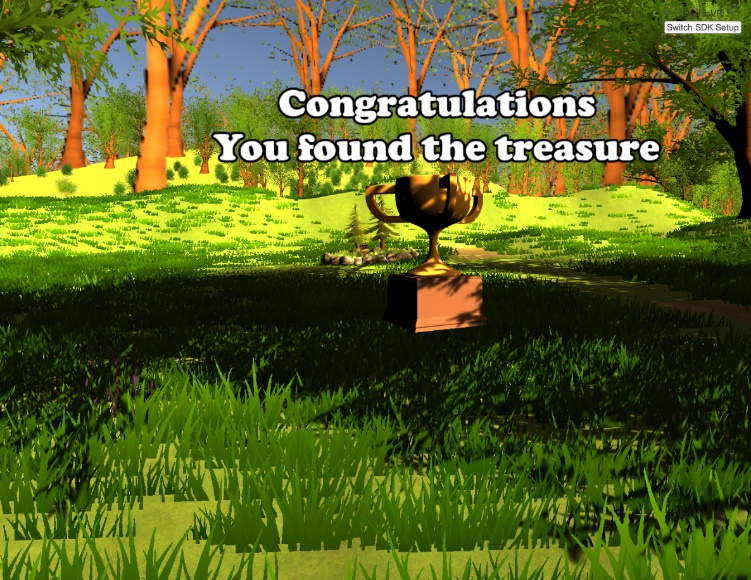 Switch SDK Setup
Congratulations
You found the treasure